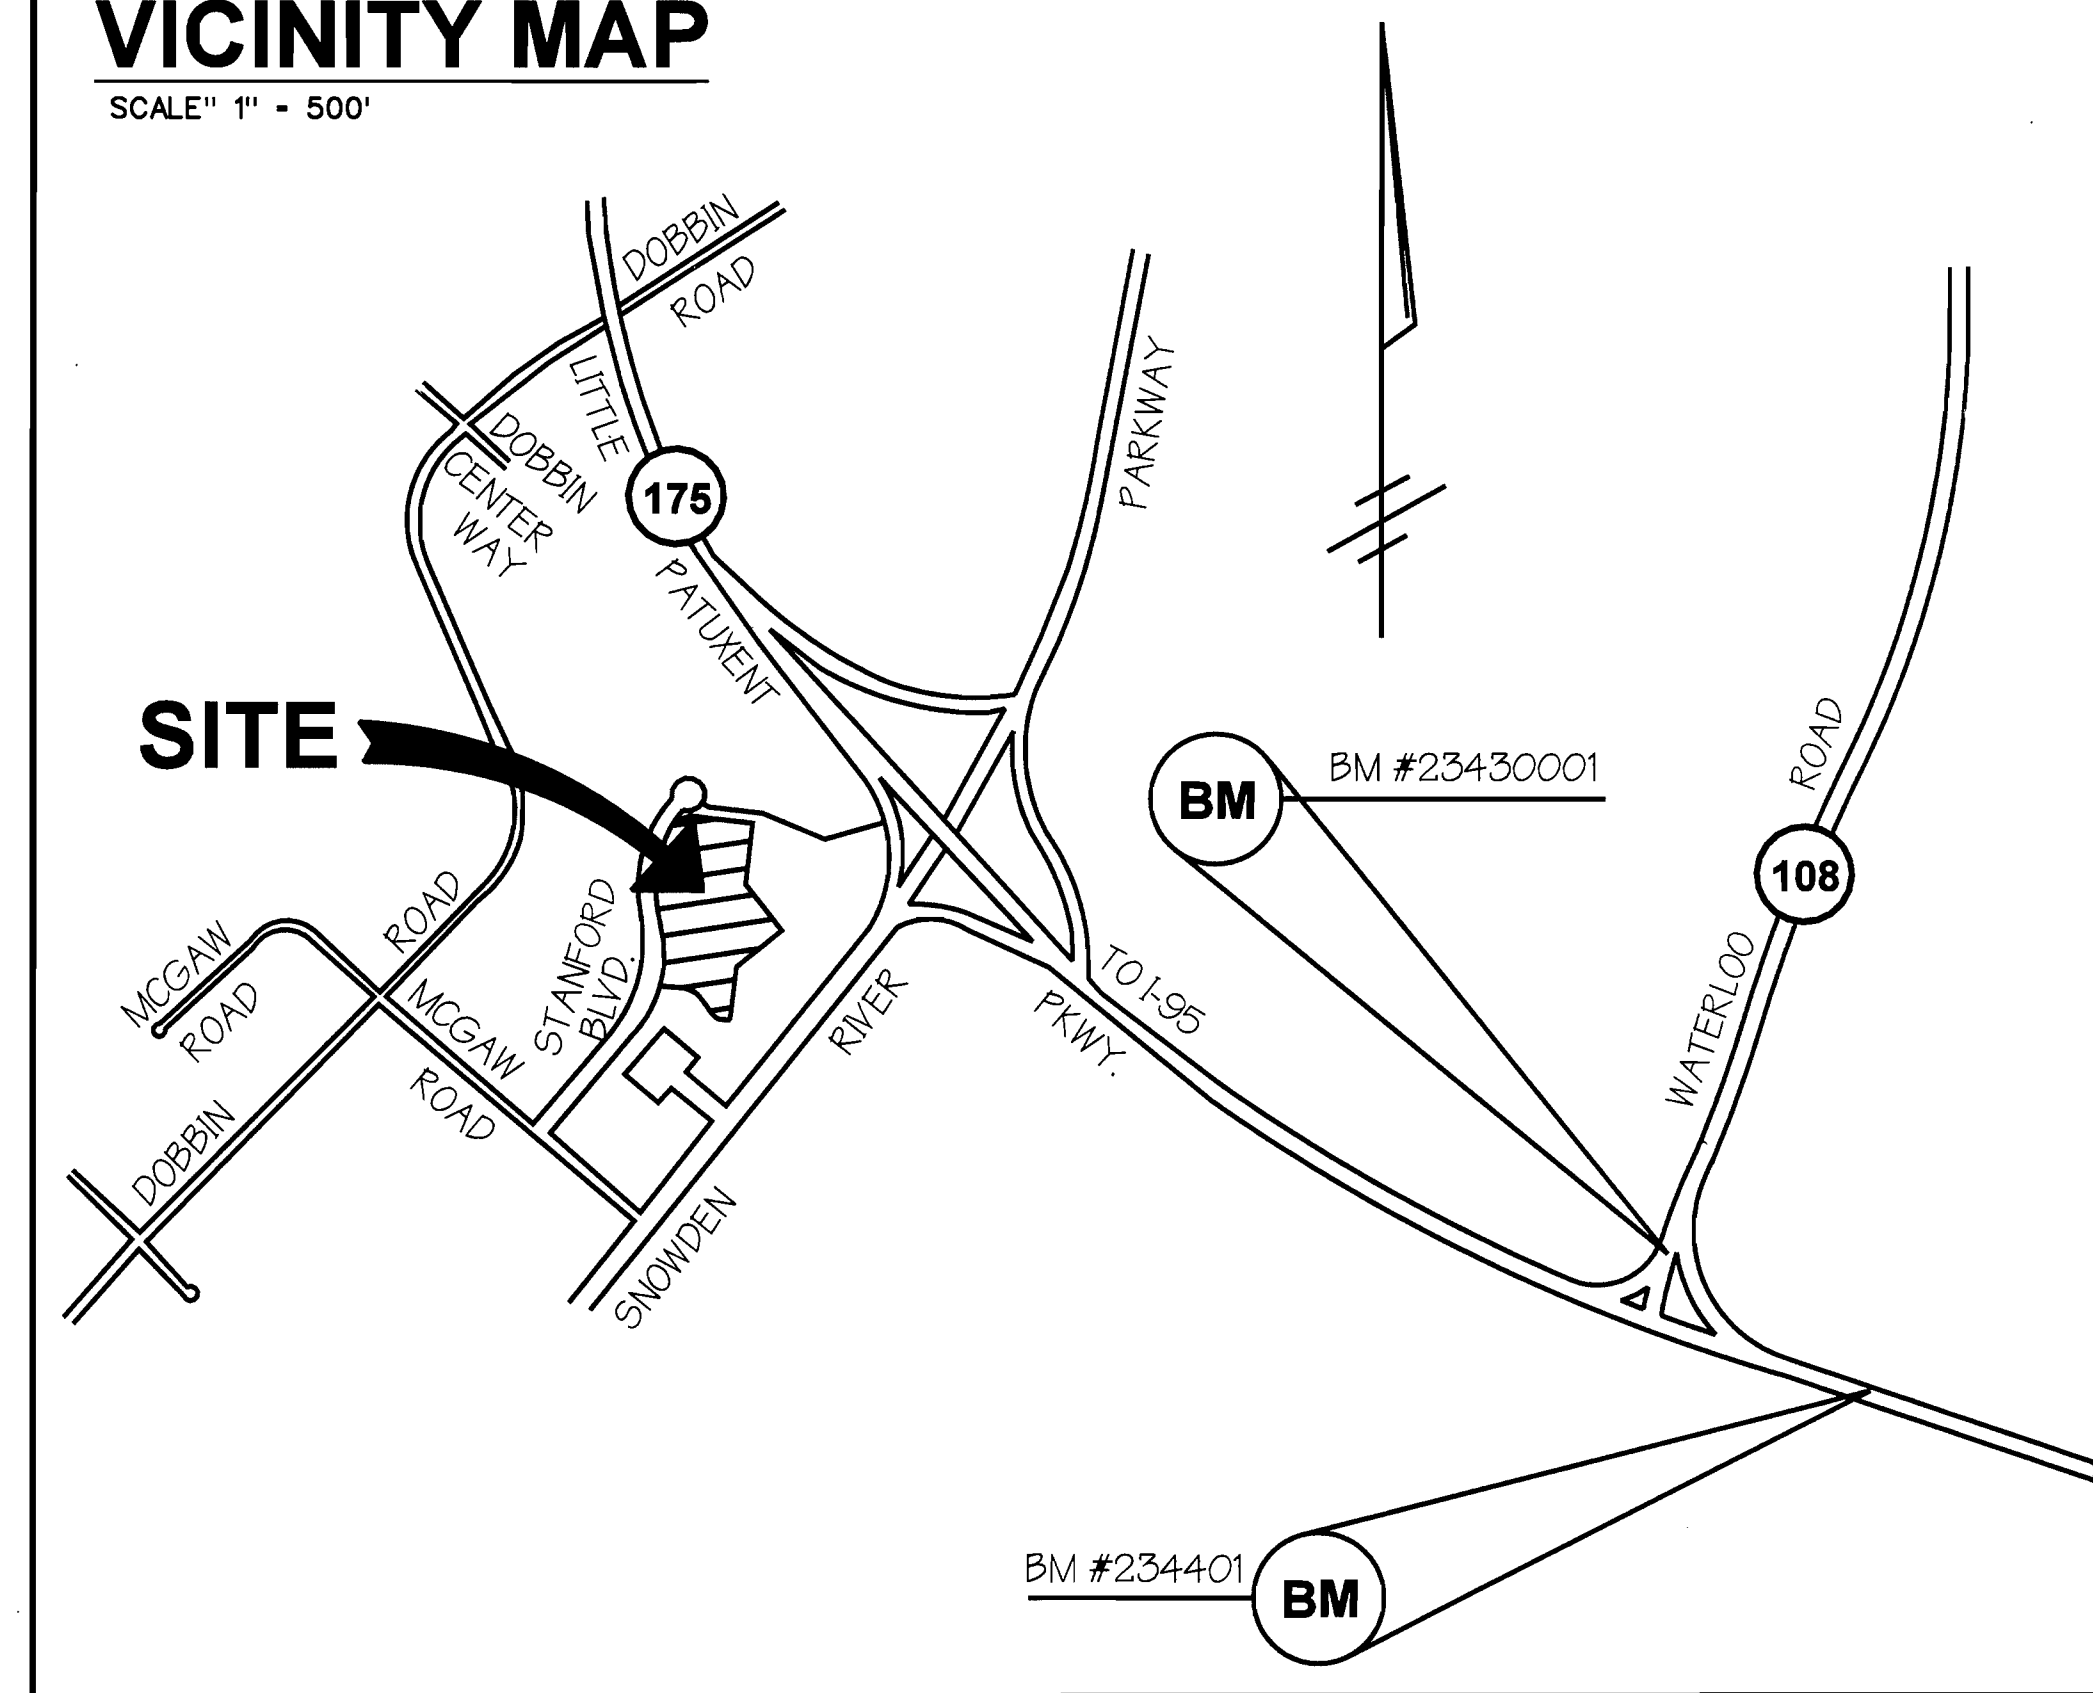 VICINITY MAP
SCALE" 1" - 500'
DOBBIN
ROAD
LITTLE
175
PATUXENT
PKWY.
DOBBIN
CENTER
WAY
PARKWAY
SITE
BM
BM #23430001
ROAD
108
WATERLOO
ROAD
MCGAW
ROAD
MCGAW
ROAD
STANFORD
BLVD.
TO I-95
RIVER
DOBBIN
SNOWDEN
BM #234401
BM